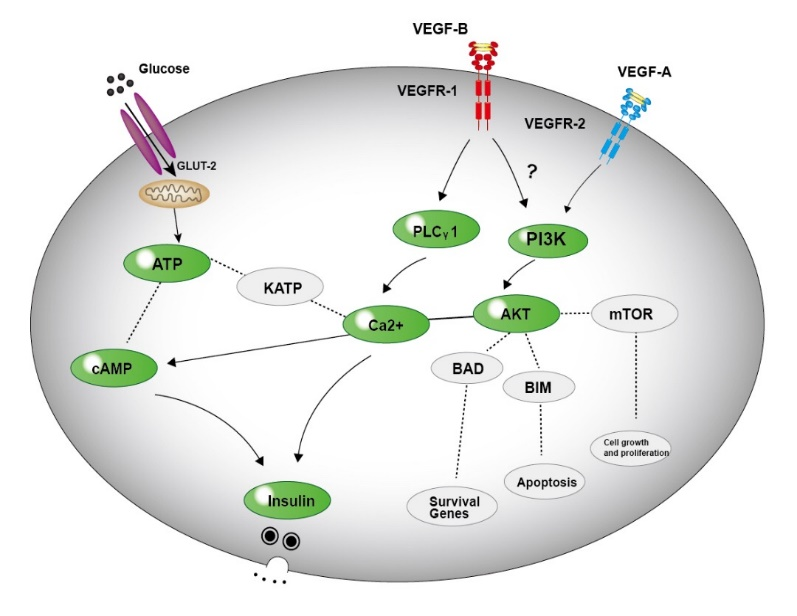 VEGF-B
Glucose
VEGF-A
VEGFR-1
VEGFR-2
GLUT-2
?
PLCγ1
PI3K
ATP
KATP
Ca2+
AKT
mTOR
cAMP
BAD
BIM
Cell growth
and proliferation
Insulin
Apoptosis
Survival
Genes